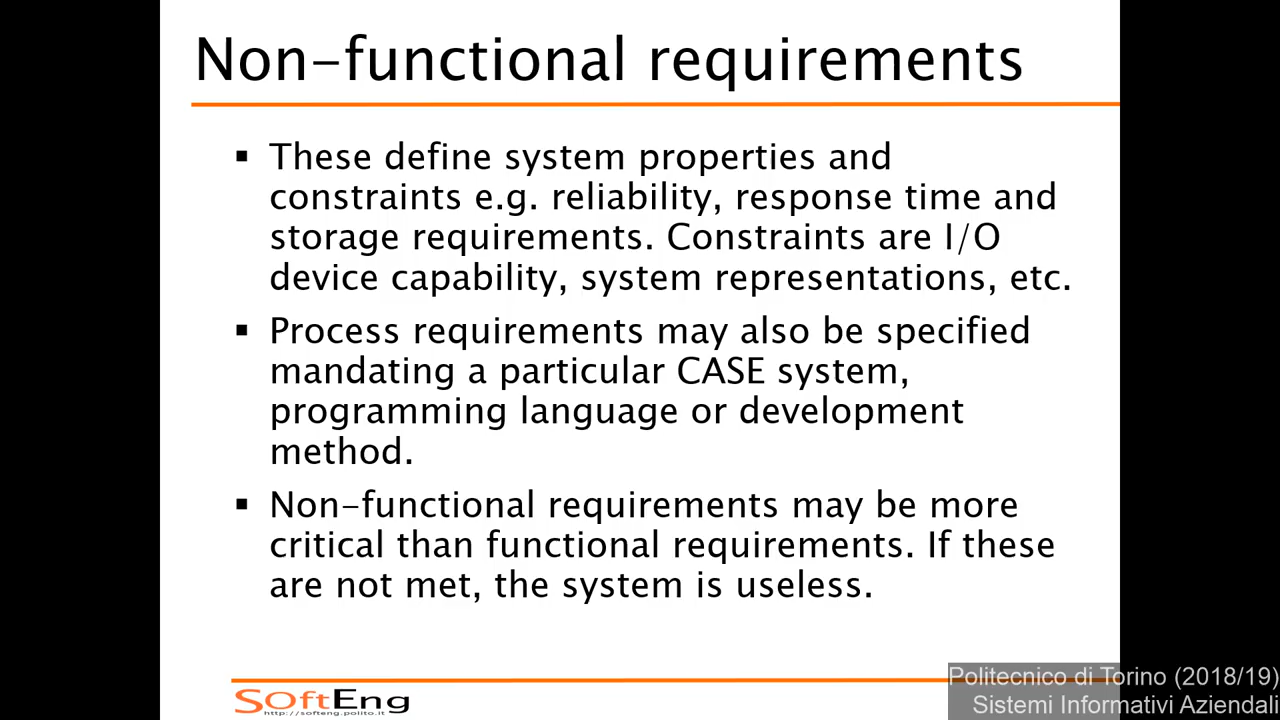 Non-functional requirements
▪ These define system properties and
constraints e.g. reliability, response time and
storage requirements. Constraints are I/O
device capability, system representations, etc.
▪ Process requirements may also be specified
mandating a particular CASE system,
programming language or development
method.
▪ Non-functional requirements may be more
critical than functional requirements. If these
are not met, the system is useless.
SoftEng
http://softeng.polito.it
Politecnico di Torino (2018/19)
Sistemi Informativi Aziendali